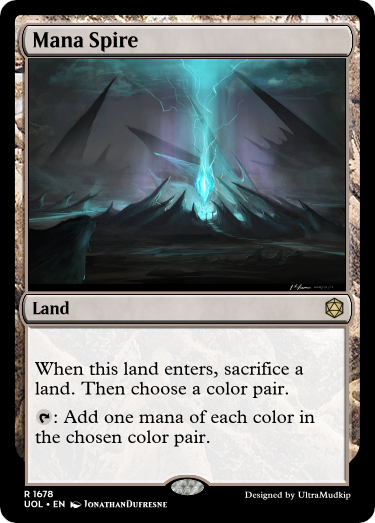 Mana Spire
Land
When this land enters, sacrifice a
land. Then choose a color pair.
: Add one mana of each color in
the chosen color pair.
R 1678
UOL • EN JonathanDufresne
Designed by UltraMudkip